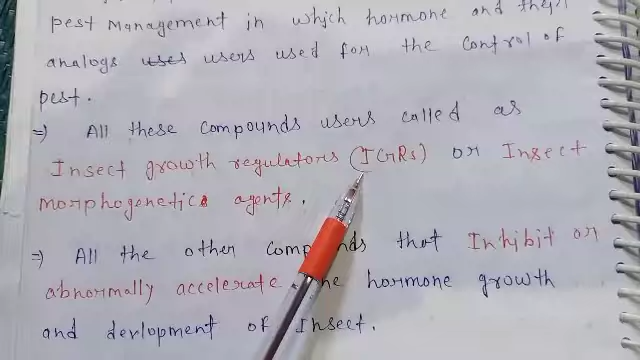 pest Management in which hormone and their
analogs uses users used for the control of
pest.
=> All these compounds users called as
Insect growth regulators (IGRs) or Insect
morphogenetic agents.
=> All the other compounds that Inhibit or
abnormally accelerate the hormone growth
and devlopment of Insect.